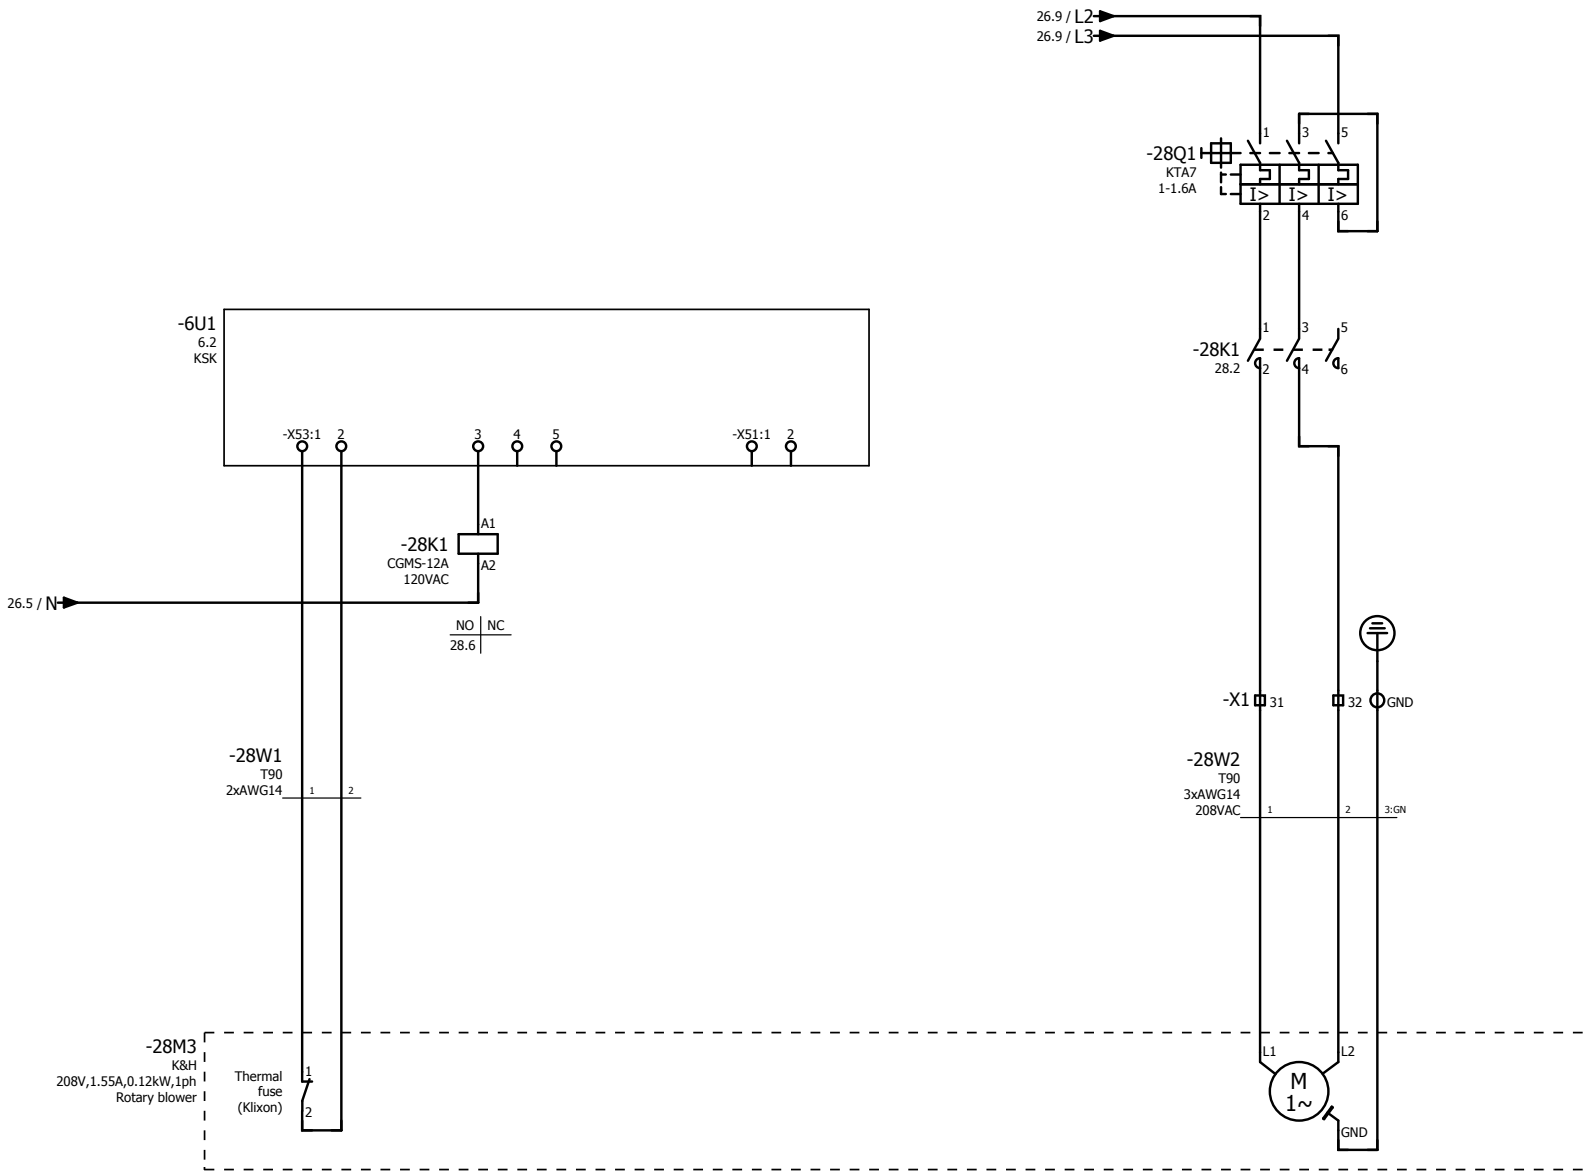 26.9 / L2
26.9 / L3
1 3 5
-28Q1
KTA7
1-1.6A
I> I> I>
2 4 6
-6U1
6.2
KSK
1 3 5
-28K1
28.2
2 4 6
-X53:1 2 3 4 5 -X51:1 2
A1
-28K1
CGMS-12A
120VAC
A2
26.5 / N
NO NC
28.6
-X1 31 32 GND
-28W1
T90
2xAWG14 1 2
-28W2
T90
3xAWG14
208VAC 1 2 3:GN
-28M3
K&H
208V,1.55A,0.12kW,1ph
Rotary blower
Thermal
fuse
(Klixon)
1
2
L1 L2
M
1~
GND